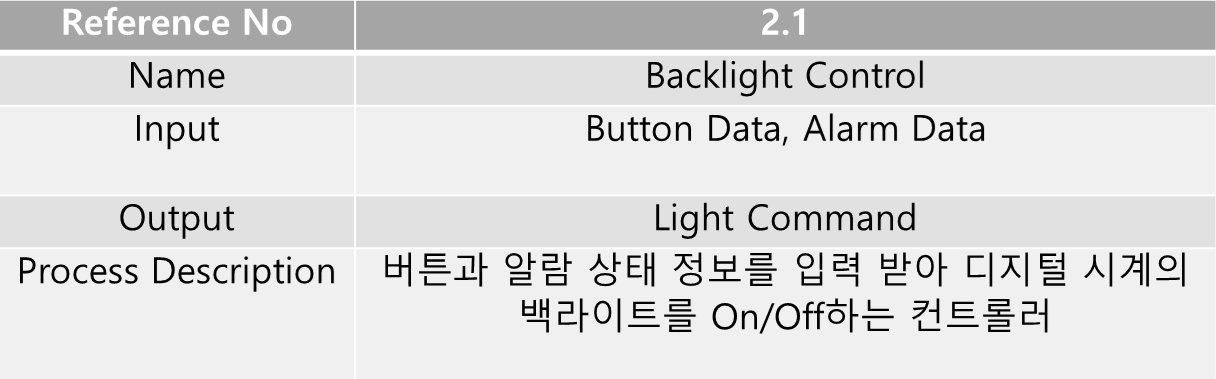 Reference No 2.1
Name Backlight Control
Input Button Data, Alarm Data
Output Light Command
Process Description 버튼과 알람 상태 정보를 입력 받아 디지털 시계의
백라이트를 On/Off하는 컨트롤러